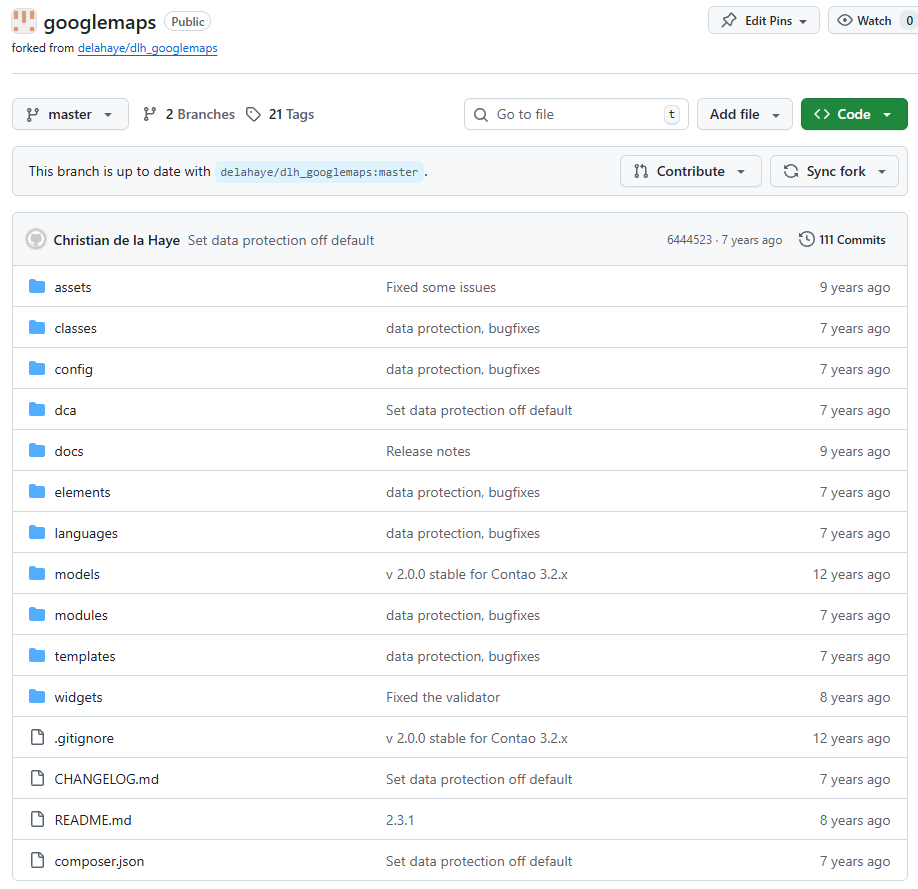 googlemaps Public Edit Pins Watch 0
forked from delahaye/dlh_googlemaps
master 2 Branches 21 Tags Go to file t Add file Code
This branch is up to date with delahaye/dlh_googlemaps:master . Contribute Sync fork
Christian de la Haye Set data protection off default 6444523 · 7 years ago 111 Commits
assets Fixed some issues 9 years ago
classes data protection, bugfixes 7 years ago
config data protection, bugfixes 7 years ago
dca Set data protection off default 7 years ago
docs Release notes 9 years ago
elements data protection, bugfixes 7 years ago
languages data protection, bugfixes 7 years ago
models v 2.0.0 stable for Contao 3.2.x 12 years ago
modules data protection, bugfixes 7 years ago
templates data protection, bugfixes 7 years ago
widgets Fixed the validator 8 years ago
.gitignore v 2.0.0 stable for Contao 3.2.x 12 years ago
CHANGELOG.md Set data protection off default 7 years ago
README.md 2.3.1 8 years ago
composer.json Set data protection off default 7 years ago